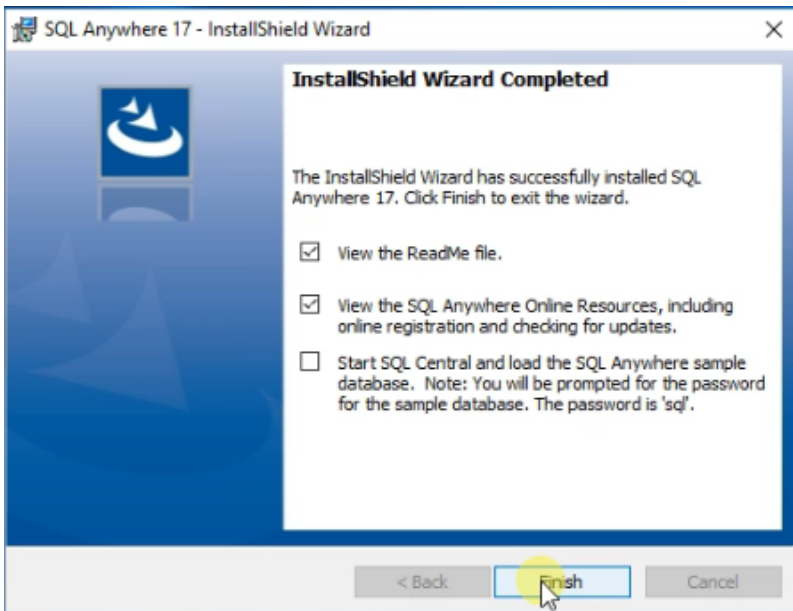 SQL Anywhere 17 - InstallShield Wizard
InstallShield Wizard Completed
The InstallShield Wizard has successfully installed SQL
Anywhere 17. Click Finish to exit the wizard.
View the ReadMe file.
View the SQL Anywhere Online Resources, including
online registration and checking for updates.
Start SQL Central and load the SQL Anywhere sample
database. Note: You will be prompted for the password
for the sample database. The password is 'sql'.
< Back
Finish
Cancel